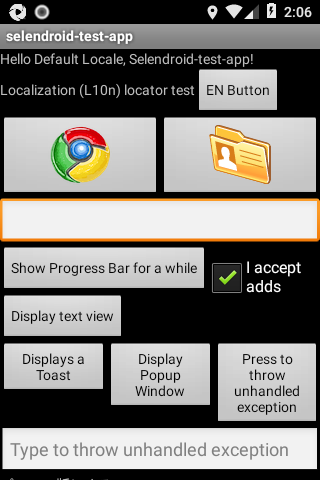 2:06
selendroid-test-app
Hello Default Locale, Selendroid-test-app!
Localization (L10n) locator test
EN Button
Show Progress Bar for a while
I accept
adds
Display text view
Displays a
Toast
Display
Popup
Window
Press to
throw
unhandled
exception
Type to throw unhandled exception